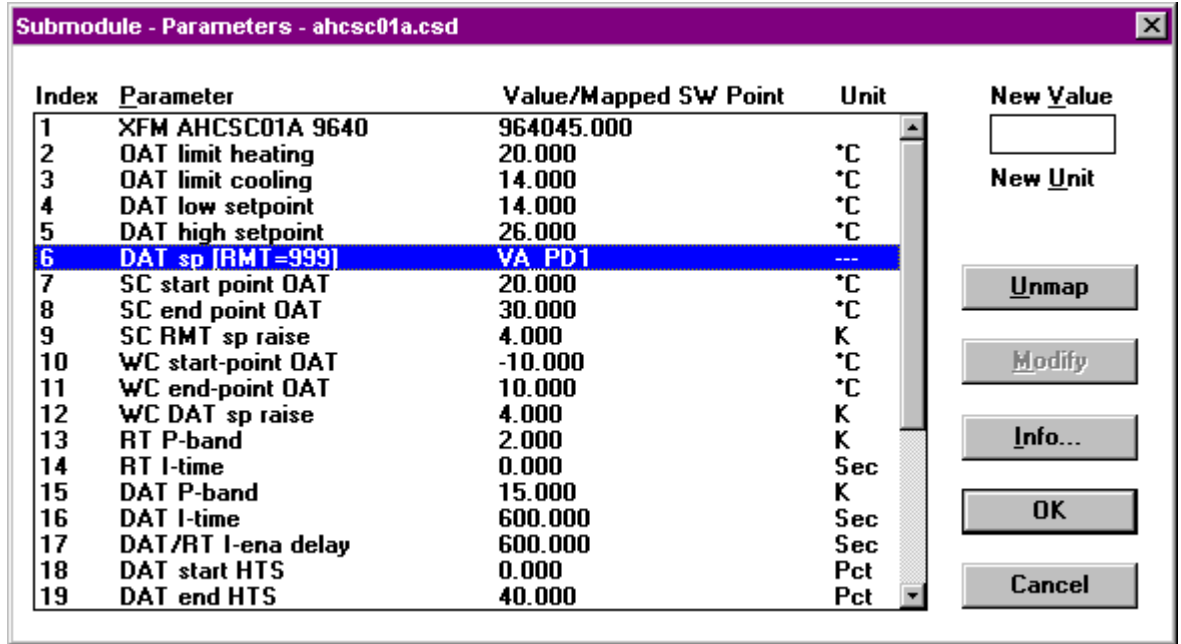 Submodule - Parameters - ahcsc01a.csd
Index Parameter Value/Mapped SW Point Unit New Value
1 XFM AHCSC01A 9640 964045.000
2 OAT limit heating 20.000 °C
3 OAT limit cooling 14.000 °C New Unit
4 DAT low setpoint 14.000 °C
5 DAT high setpoint 26.000 °C
6 DAT sp [RMT=999] VA_PD1 ---
7 SC start point OAT 20.000 °C Unmap
8 SC end point OAT 30.000 °C
9 SC RMT sp raise 4.000 K
10 WC start-point OAT -10.000 °C Modify
11 WC end-point OAT 10.000 °C
12 WC DAT sp raise 4.000 K
13 RT P-band 2.000 K Info...
14 RT I-time 0.000 Sec
15 DAT P-band 15.000 K
16 DAT I-time 600.000 Sec OK
17 DAT/RT I-ena delay 600.000 Sec
18 DAT start HTS 0.000 Pct
19 DAT end HTS 40.000 Pct Cancel